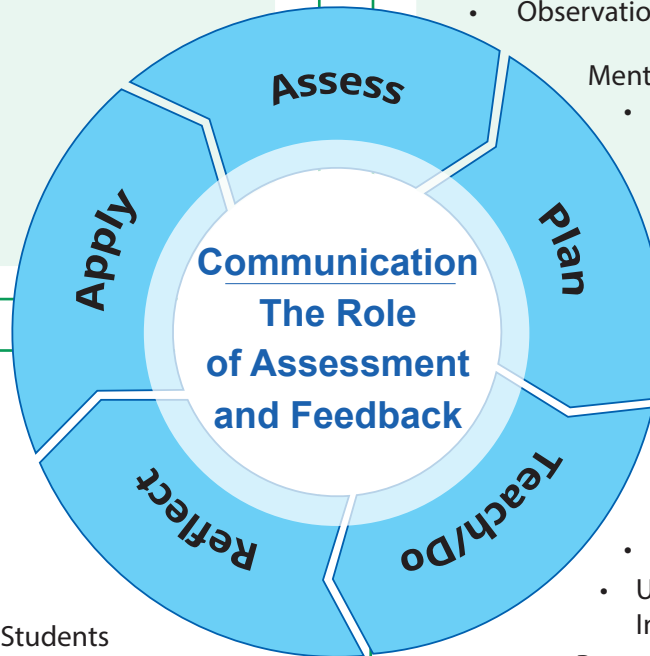 • Observatio
Ment
•
Assess
Plan
Apply
Communication
The Role
of Assessment
and Feedback
Teach/Do
Reflect
•
• U
In
Students